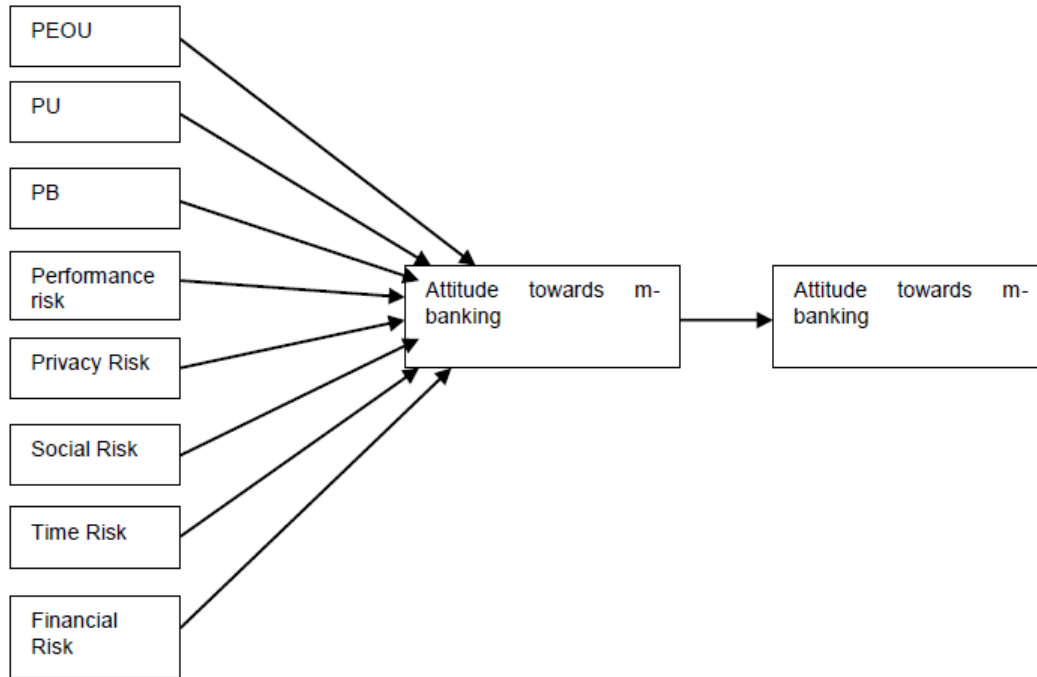 PEOU
PU
PB
Performance
risk
Privacy Risk
Social Risk
Time Risk
Financial
Risk
Attitude towards m-
banking
Attitude towards m-
banking